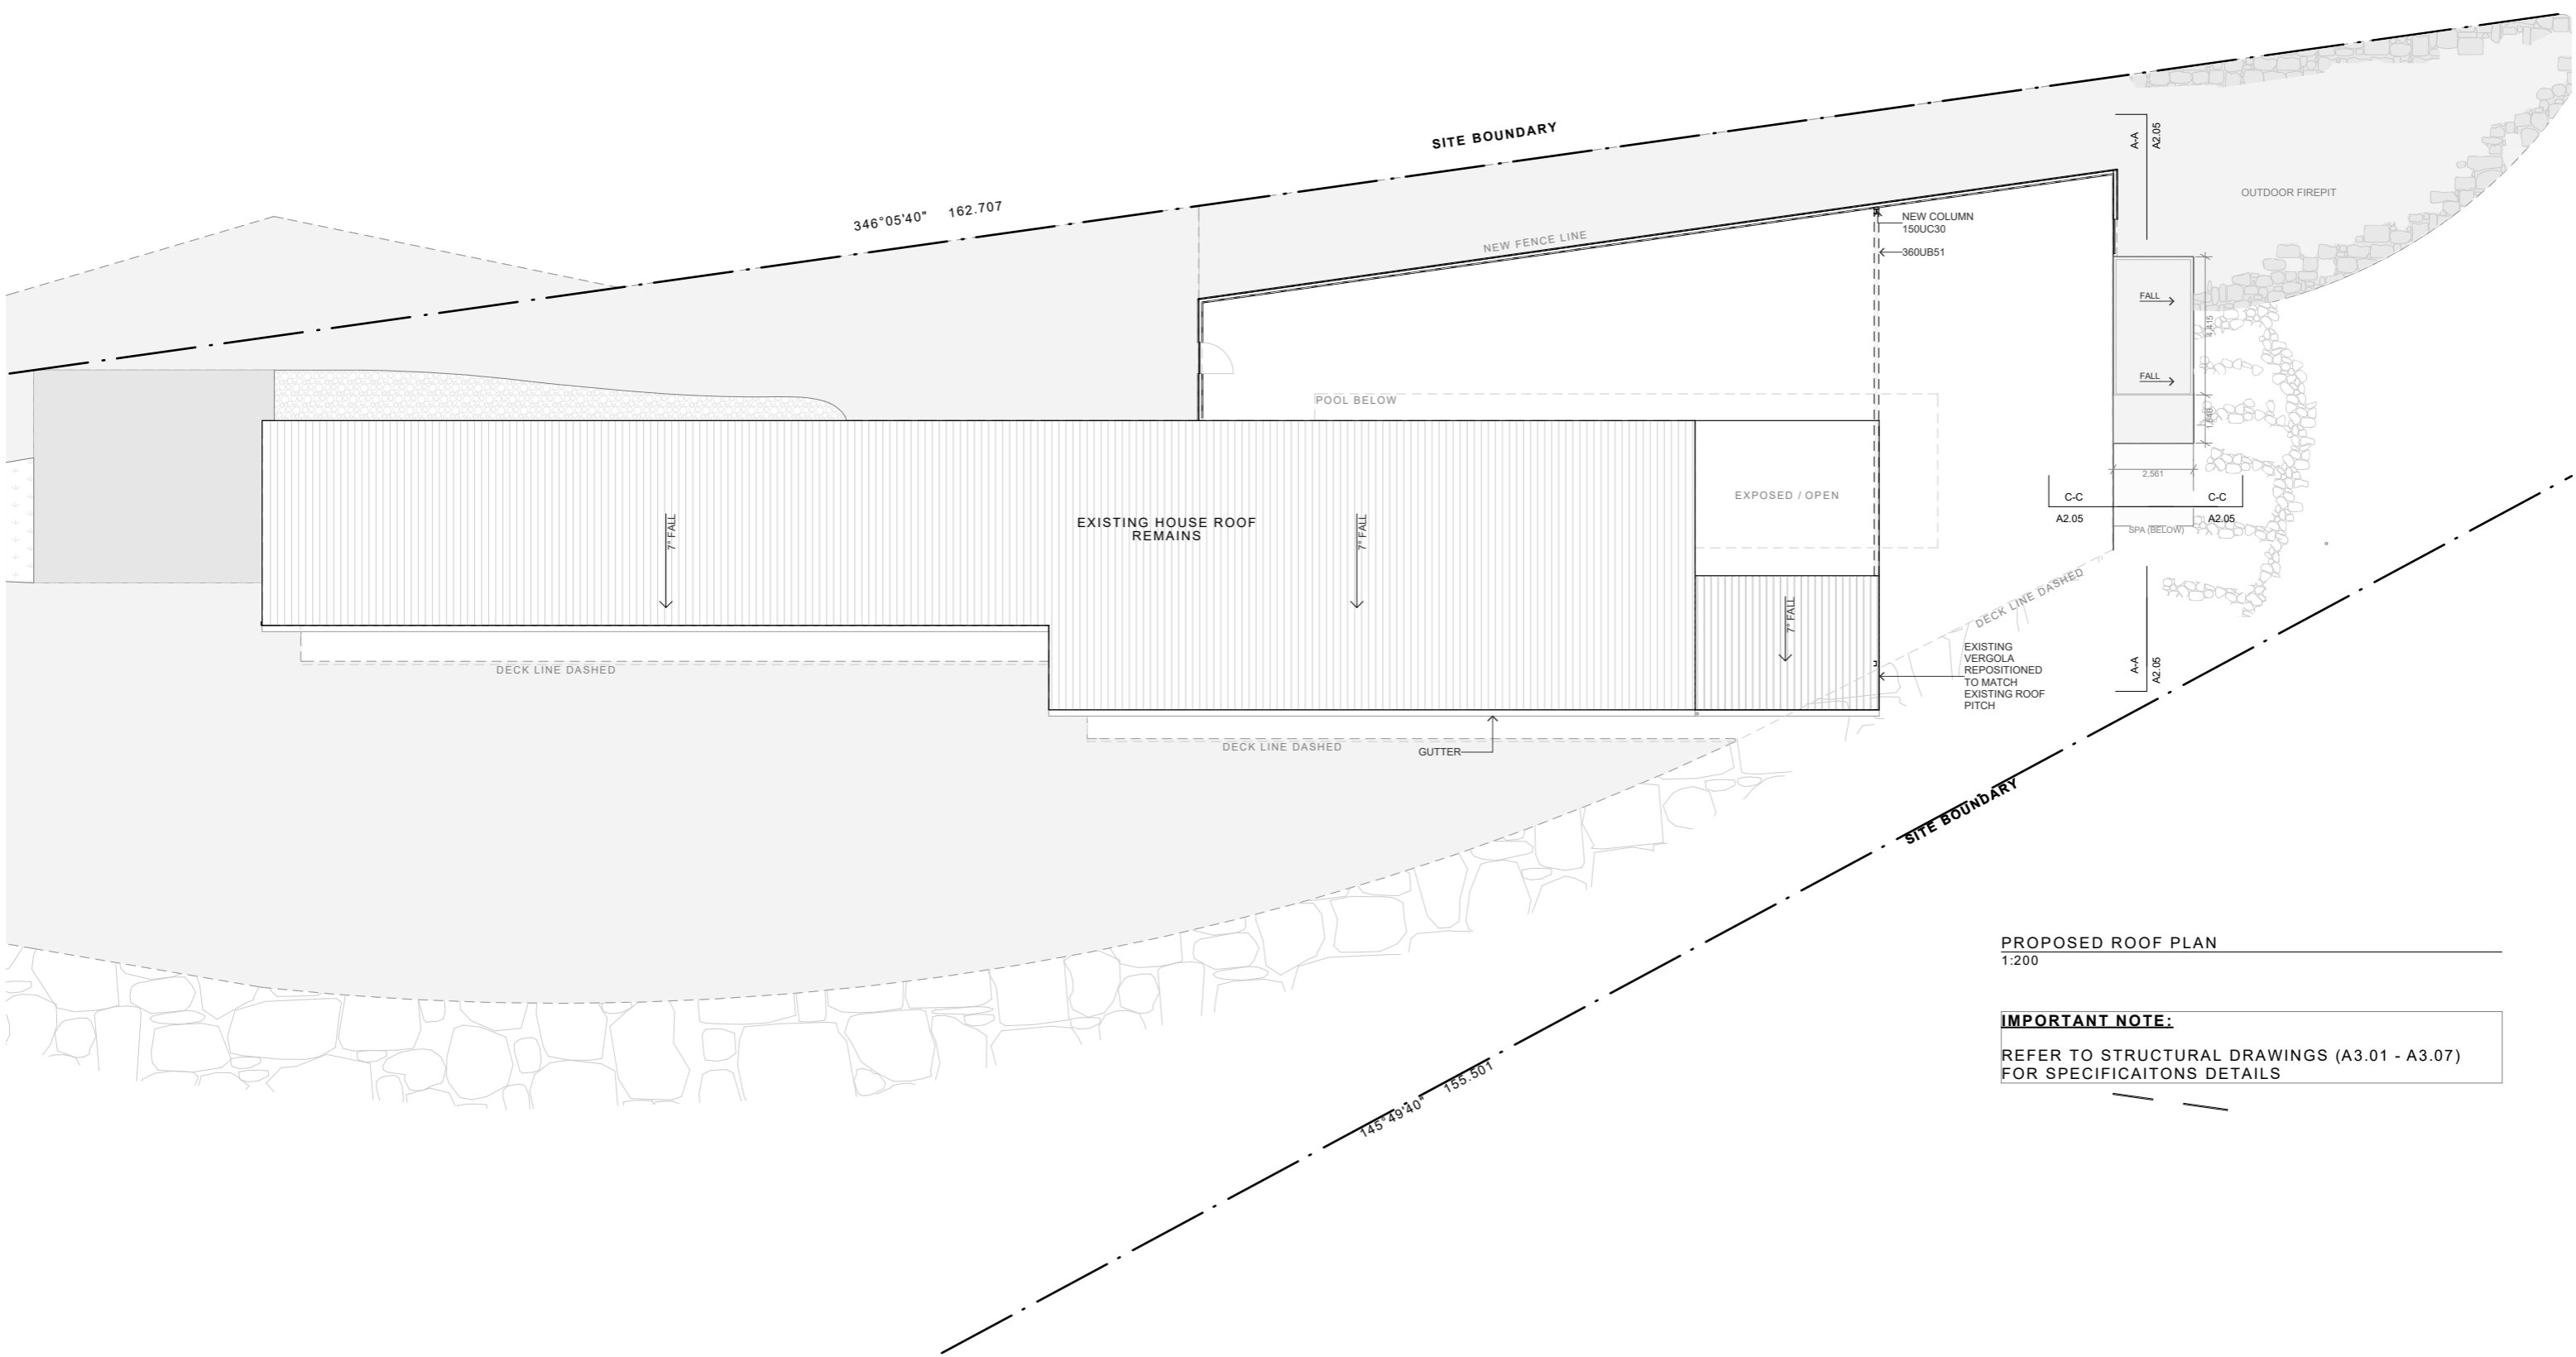 SITE BOUNDARY
346°05'40" 162.707
OUTDOOR FIREPIT
A-A
A2.05
NEW COLUMN
150UC30
360UB51
NEW FENCE LINE
FALL
4,415
FALL
POOL BELOW
2,561
EXPOSED / OPEN
C-C
A2.05
C-C
A2.05
SPA (BELOW)
7° FALL
EXISTING HOUSE ROOF
REMAINS
7° FALL
7° FALL
DECK LINE DASHED
EXISTING
VERGOLA
REPOSITIONED
TO MATCH
EXISTING ROOF
PITCH
A-A
A2.05
DECK LINE DASHED
DECK LINE DASHED
GUTTER
SITE BOUNDARY
145°49'40" 155.501
PROPOSED ROOF PLAN
1:200
IMPORTANT NOTE:
REFER TO STRUCTURAL DRAWINGS (A3.01 - A3.07)
FOR SPECIFICAITONS DETAILS